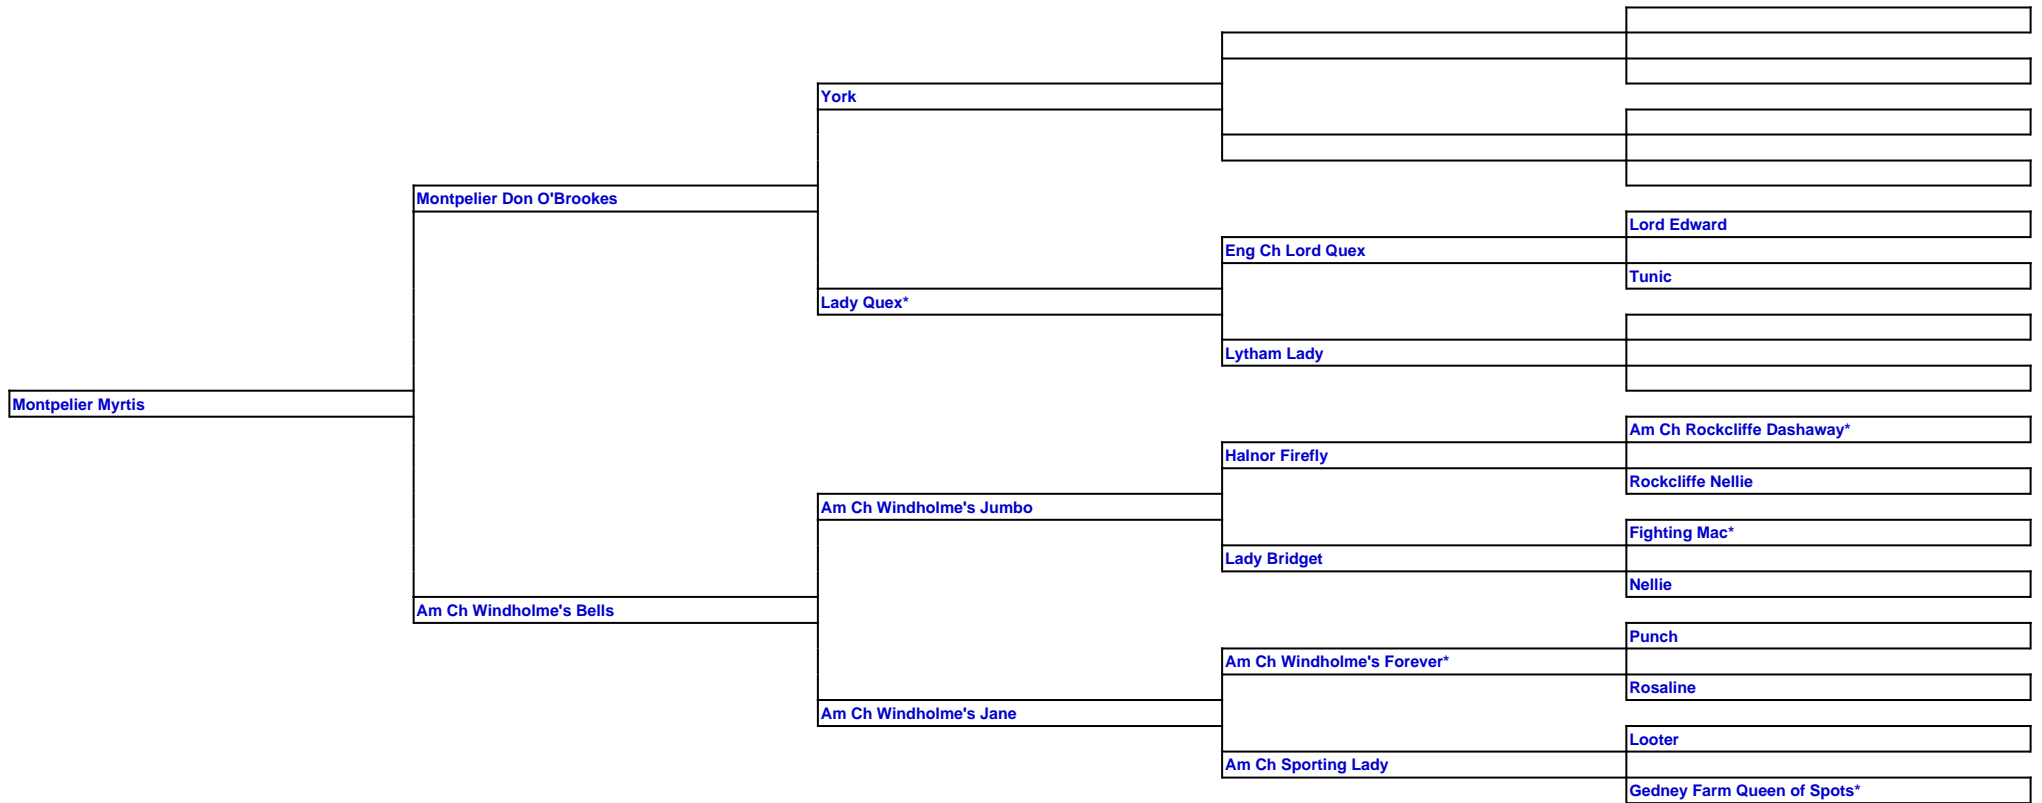 York
Montpelier Don O'Brookes
Lord Edward
Eng Ch Lord Quex
Tunic
Lady Quex*
Lytham Lady
Montpelier Myrtis
Am Ch Rockcliffe Dashaway*
Halnor Firefly
Rockcliffe Nellie
Am Ch Windholme's Jumbo
Fighting Mac*
Lady Bridget
Nellie
Am Ch Windholme's Bells
Punch
Am Ch Windholme's Forever*
Rosaline
Am Ch Windholme's Jane
Looter
Am Ch Sporting Lady
Gedney Farm Queen of Spots*